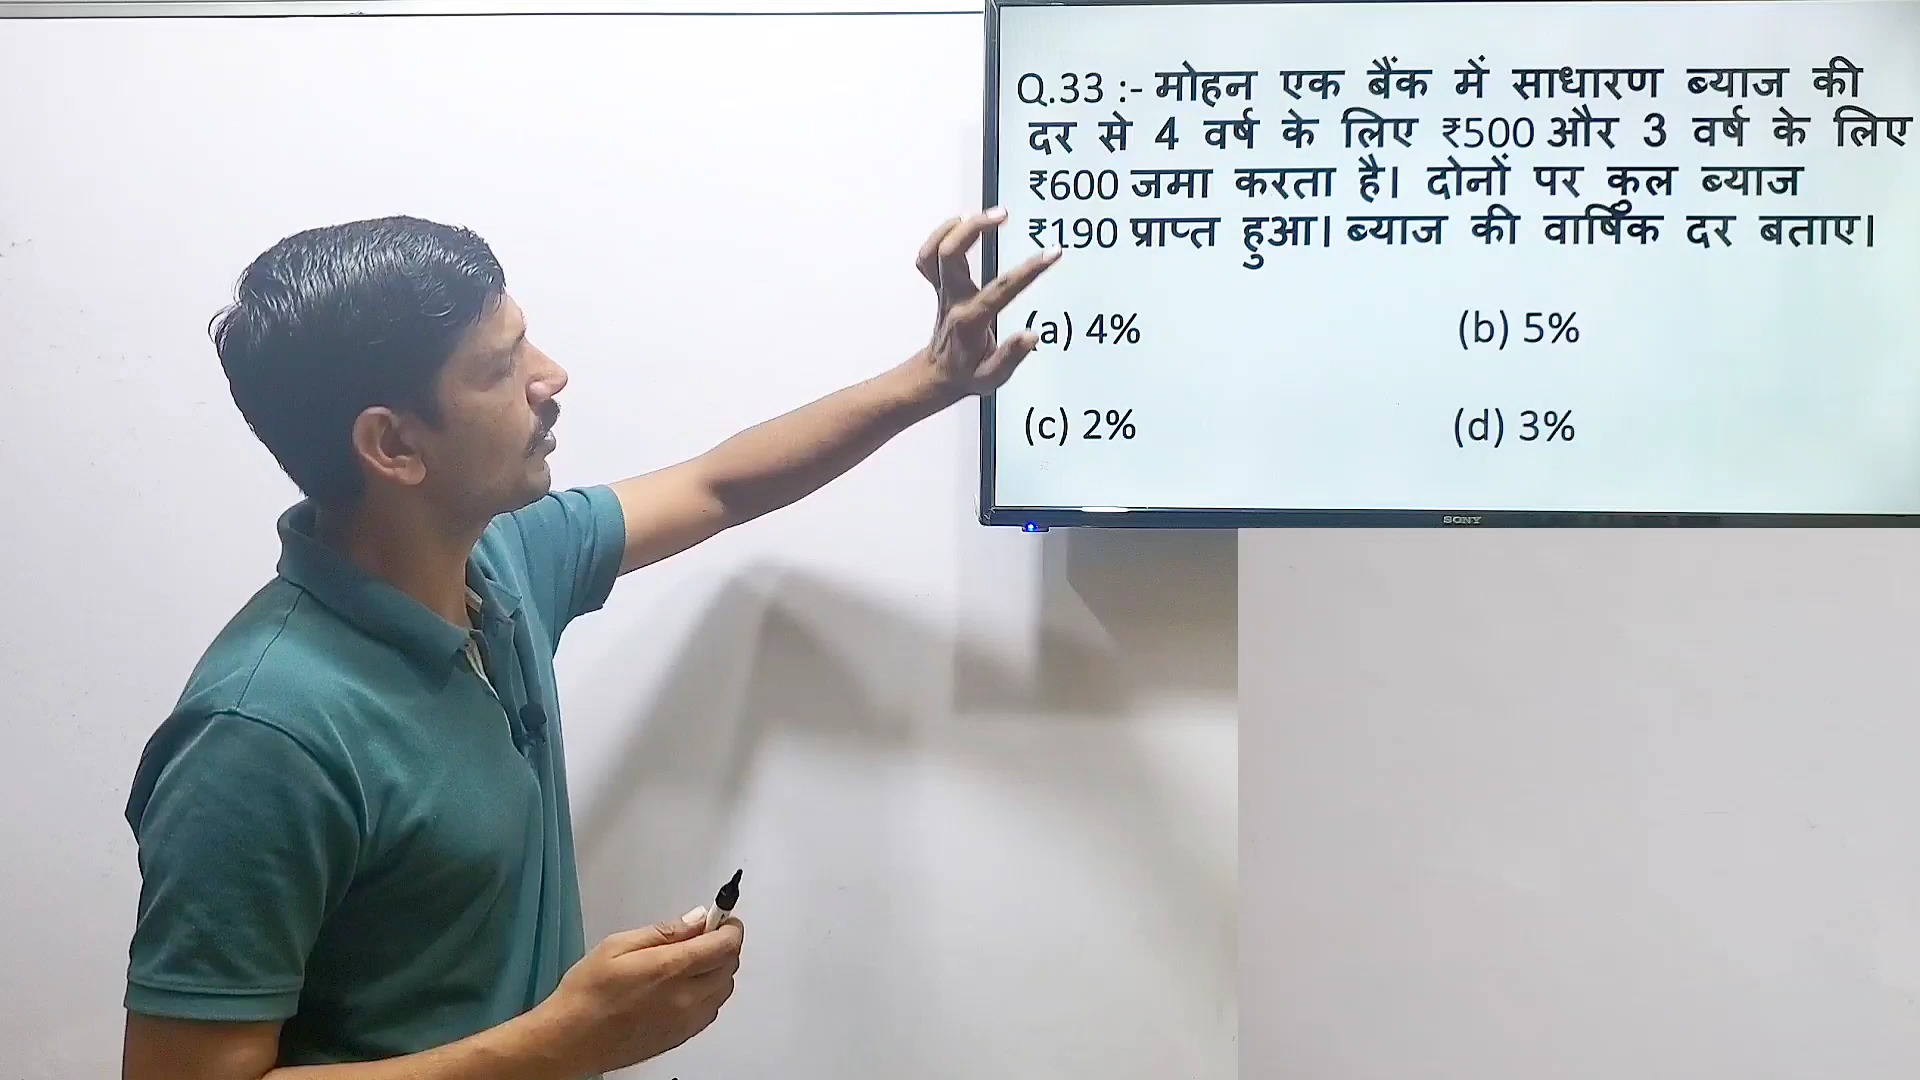 Q.33 :- मोहन एक बैंक में साधारण ब्याज की
दर से 4 वर्ष के लिए ₹500 और 3 वर्ष के लिए
₹600 जमा करता है। दोनों पर कुल ब्याज
₹190 प्राप्त हुआ। ब्याज की वार्षिक दर बताए।
(a) 4%
(b) 5%
(c) 2%
(d) 3%
SONY